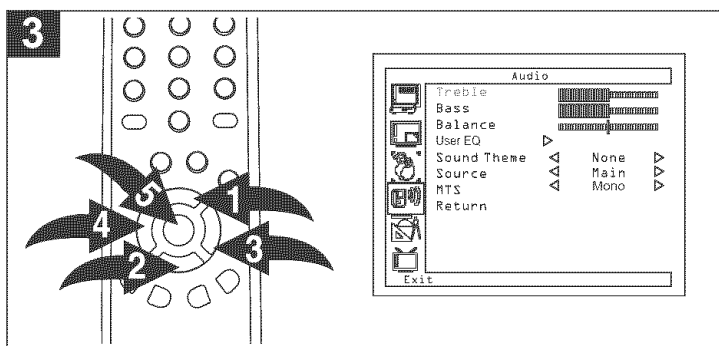 3
5
1
4
3
2
Audio
Treble
Bass
Balance
User EQ
Sound Theme None
Source Main
MTS Mono
Return
Exit